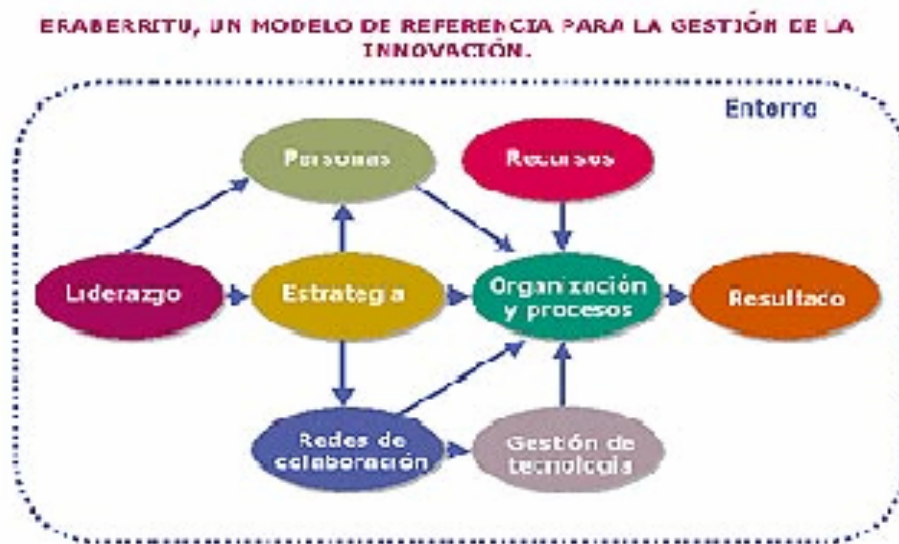 ERABERRITU, UN MODELO DE REFERENCIA PARA LA GESTIÓN DE LA
INNOVACIÓN.
Entorno
Personas
Recursos
Liderazgo
Estrategia
Organización
y procesos
Resultado
Redes de
colaboración
Gestión de
tecnología